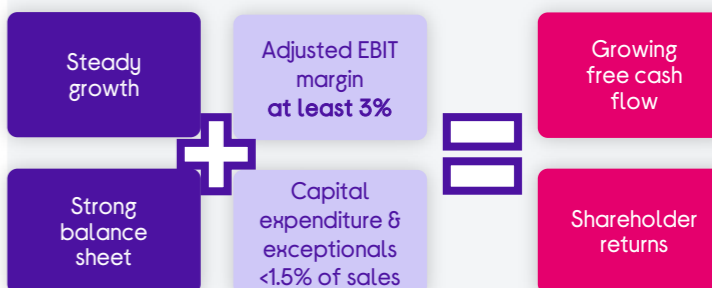 Steady
growth
Adjusted EBIT
margin
at least 3%
Growing
free cash
flow
Strong
balance
sheet
Capital
expenditure &
exceptionals
<1.5% of sales
Shareholder
returns